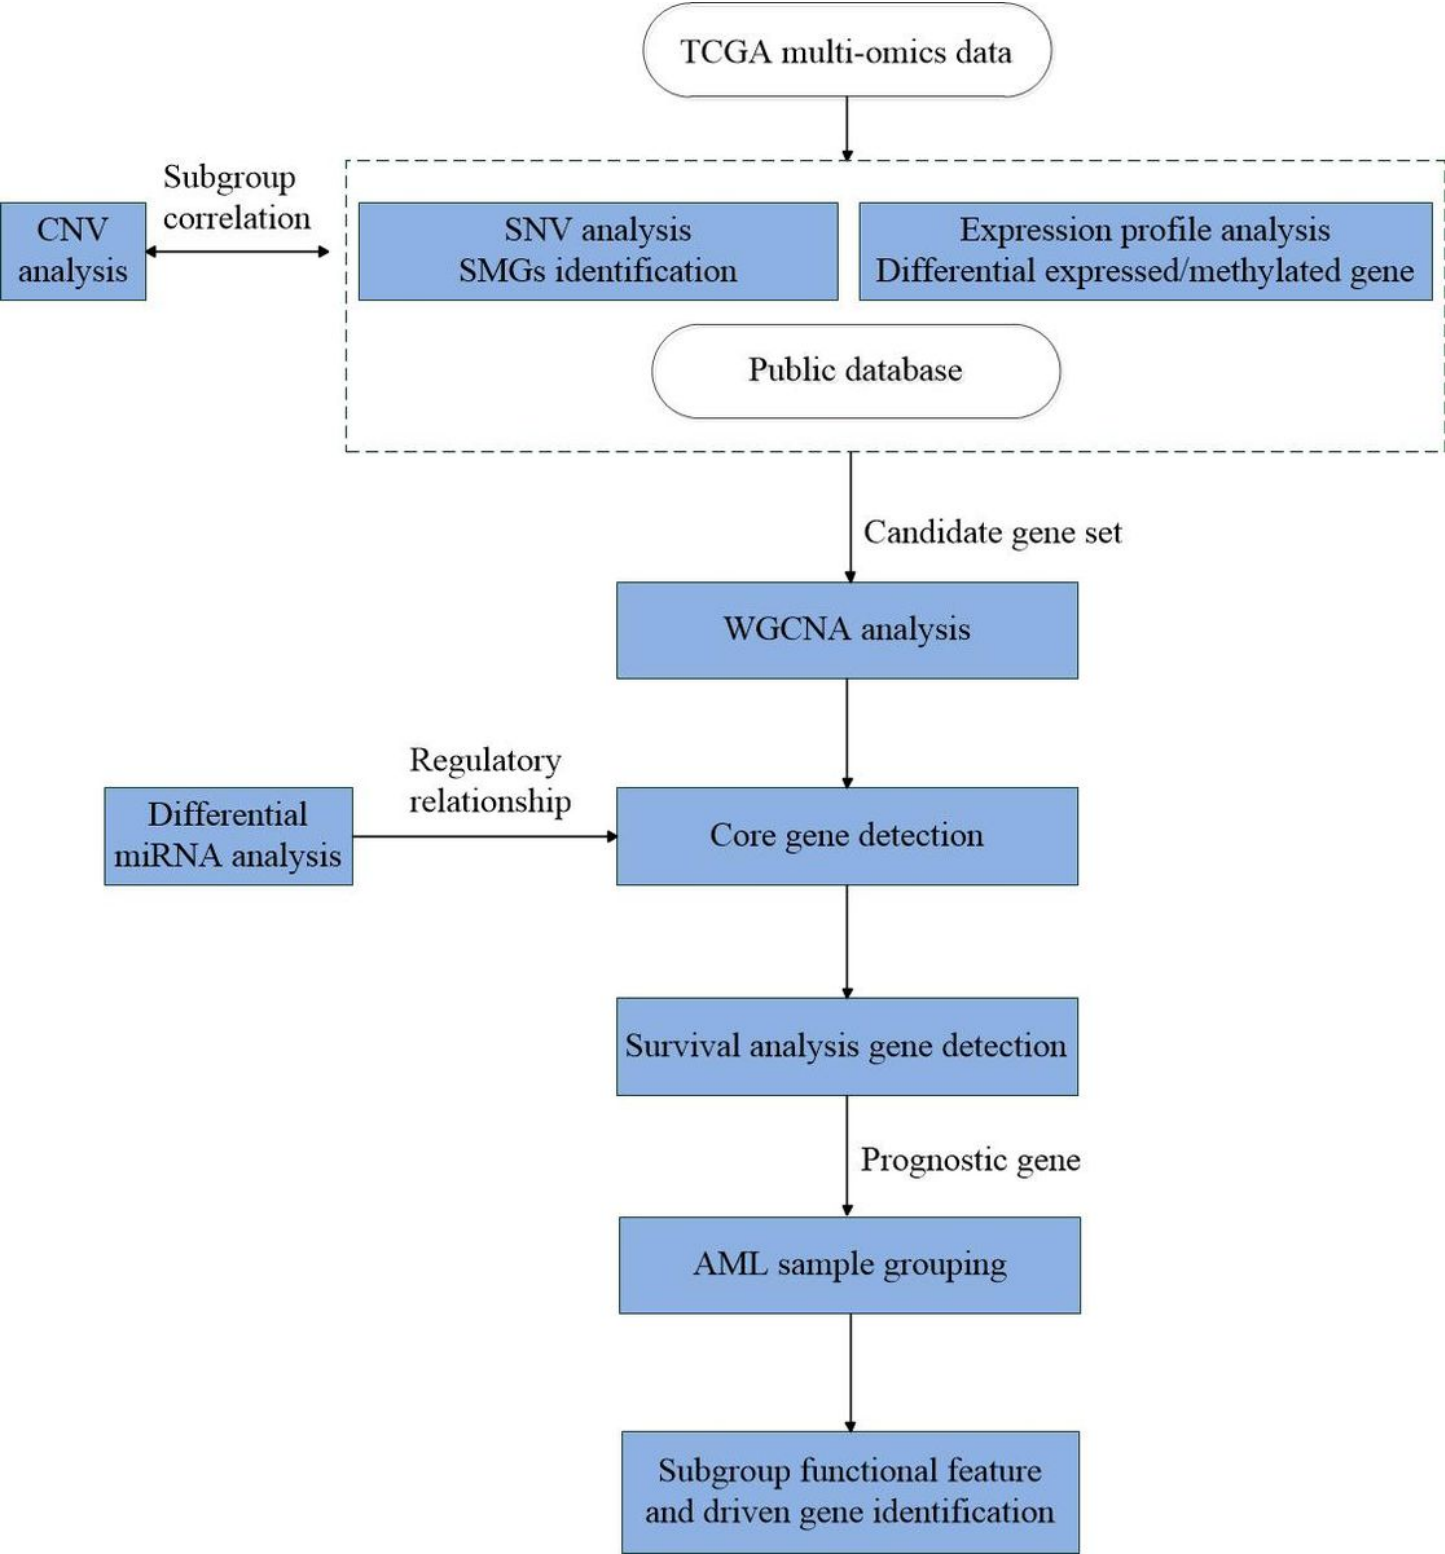 TCGA multi-omics data
Subgroup
correlation
CNV
analysis
SNV analysis
SMGs identification
Expression profile analysis
Differential expressed/methylated gene
Public database
Candidate gene set
WGCNA analysis
Regulatory
relationship
Differential
miRNA analysis
Core gene detection
Survival analysis gene detection
Prognostic gene
AML sample grouping
Subgroup functional feature
and driven gene identification